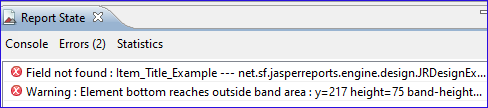 Report State
Console Errors (2) Statistics
Field not found : Item_Title_Example --- net.sf.jasperreports.engine.design.JRDesignEx...
Warning : Element bottom reaches outside band area : y=217 height=75 band-height...